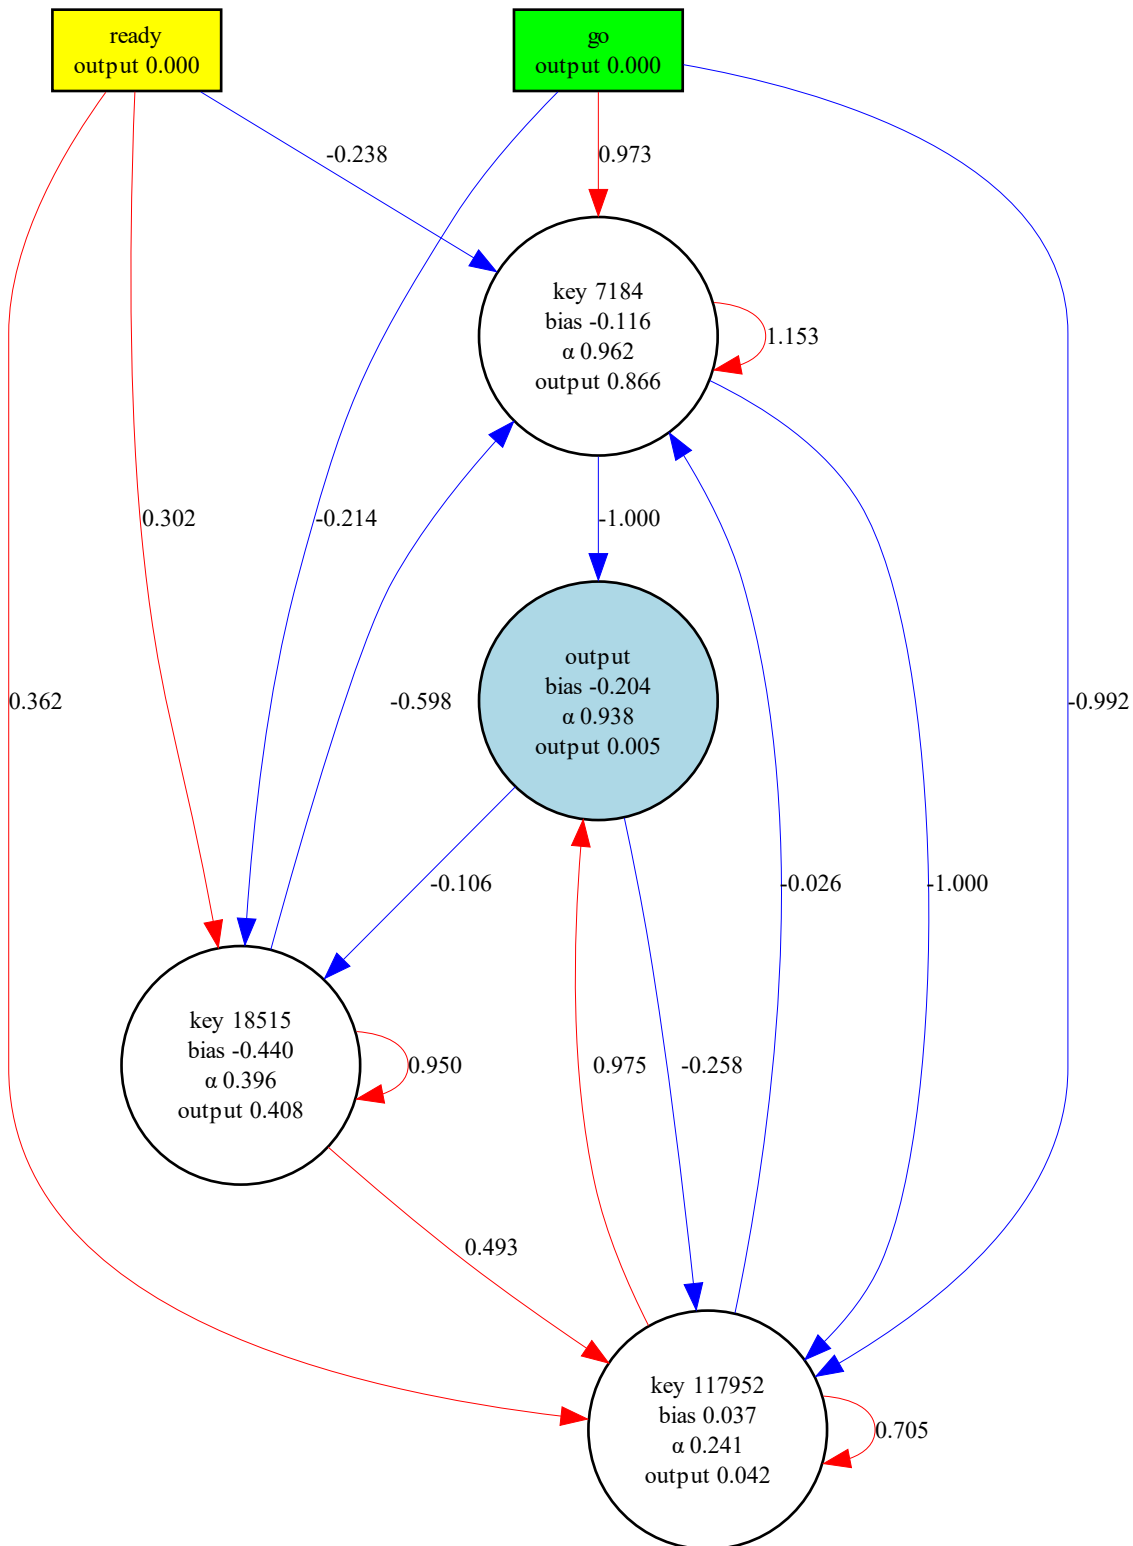 ready
output 0.000
go
output 0.000
-0.238
0.973
key 7184
bias -0.116
α 0.962
output 0.866
1.153
0.302
-0.214
-1.000
output
bias -0.204
α 0.938
output 0.005
0.362
-0.598
-0.992
-0.106
-0.026
-1.000
key 18515
bias -0.440
α 0.396
output 0.408
0.950
0.975
-0.258
0.493
key 117952
bias 0.037
α 0.241
output 0.042
0.705